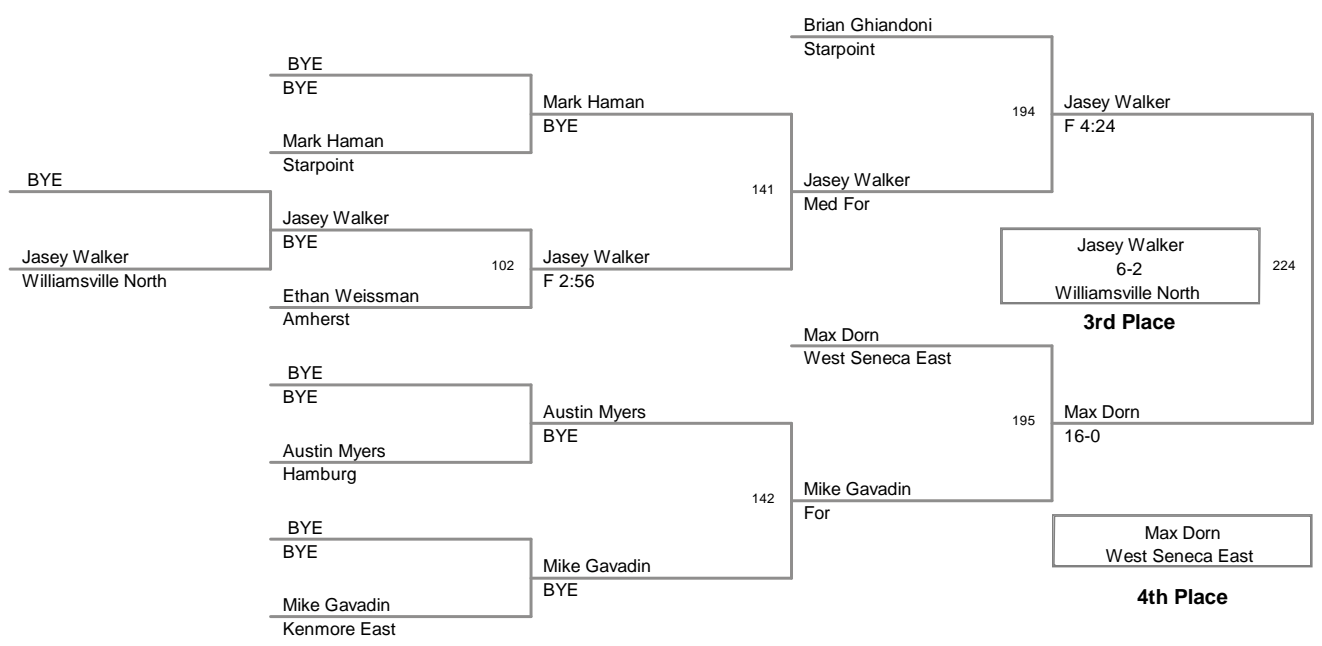 Brian Ghiandoni
Starpoint
BYE
BYE
Mark Haman
BYE
194
Jasey Walker
F 4:24
Mark Haman
Starpoint
BYE
141
Jasey Walker
Med For
Jasey Walker
BYE
Jasey Walker
Williamsville North
102
Jasey Walker
F 2:56
Jasey Walker
6-2
Williamsville North
224
3rd Place
Ethan Weissman
Amherst
Max Dorn
West Seneca East
BYE
BYE
Austin Myers
BYE
195
Max Dorn
16-0
Austin Myers
Hamburg
142
Mike Gavadin
For
BYE
BYE
Max Dorn
West Seneca East
4th Place
Mike Gavadin
BYE
Mike Gavadin
Kenmore East